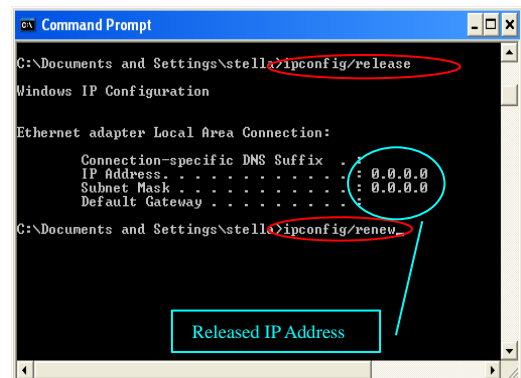 Command Prompt
C:\Documents and Settings\stella>ipconfig/release
Windows IP Configuration
Ethernet adapter Local Area Connection:
Connection-specific DNS Suffix . :
IP Address. . . . . . . . . . . . : 0.0.0.0
Subnet Mask . . . . . . . . . . . : 0.0.0.0
Default Gateway . . . . . . . . . :
C:\Documents and Settings\stella>ipconfig/renew_
Released IP Address